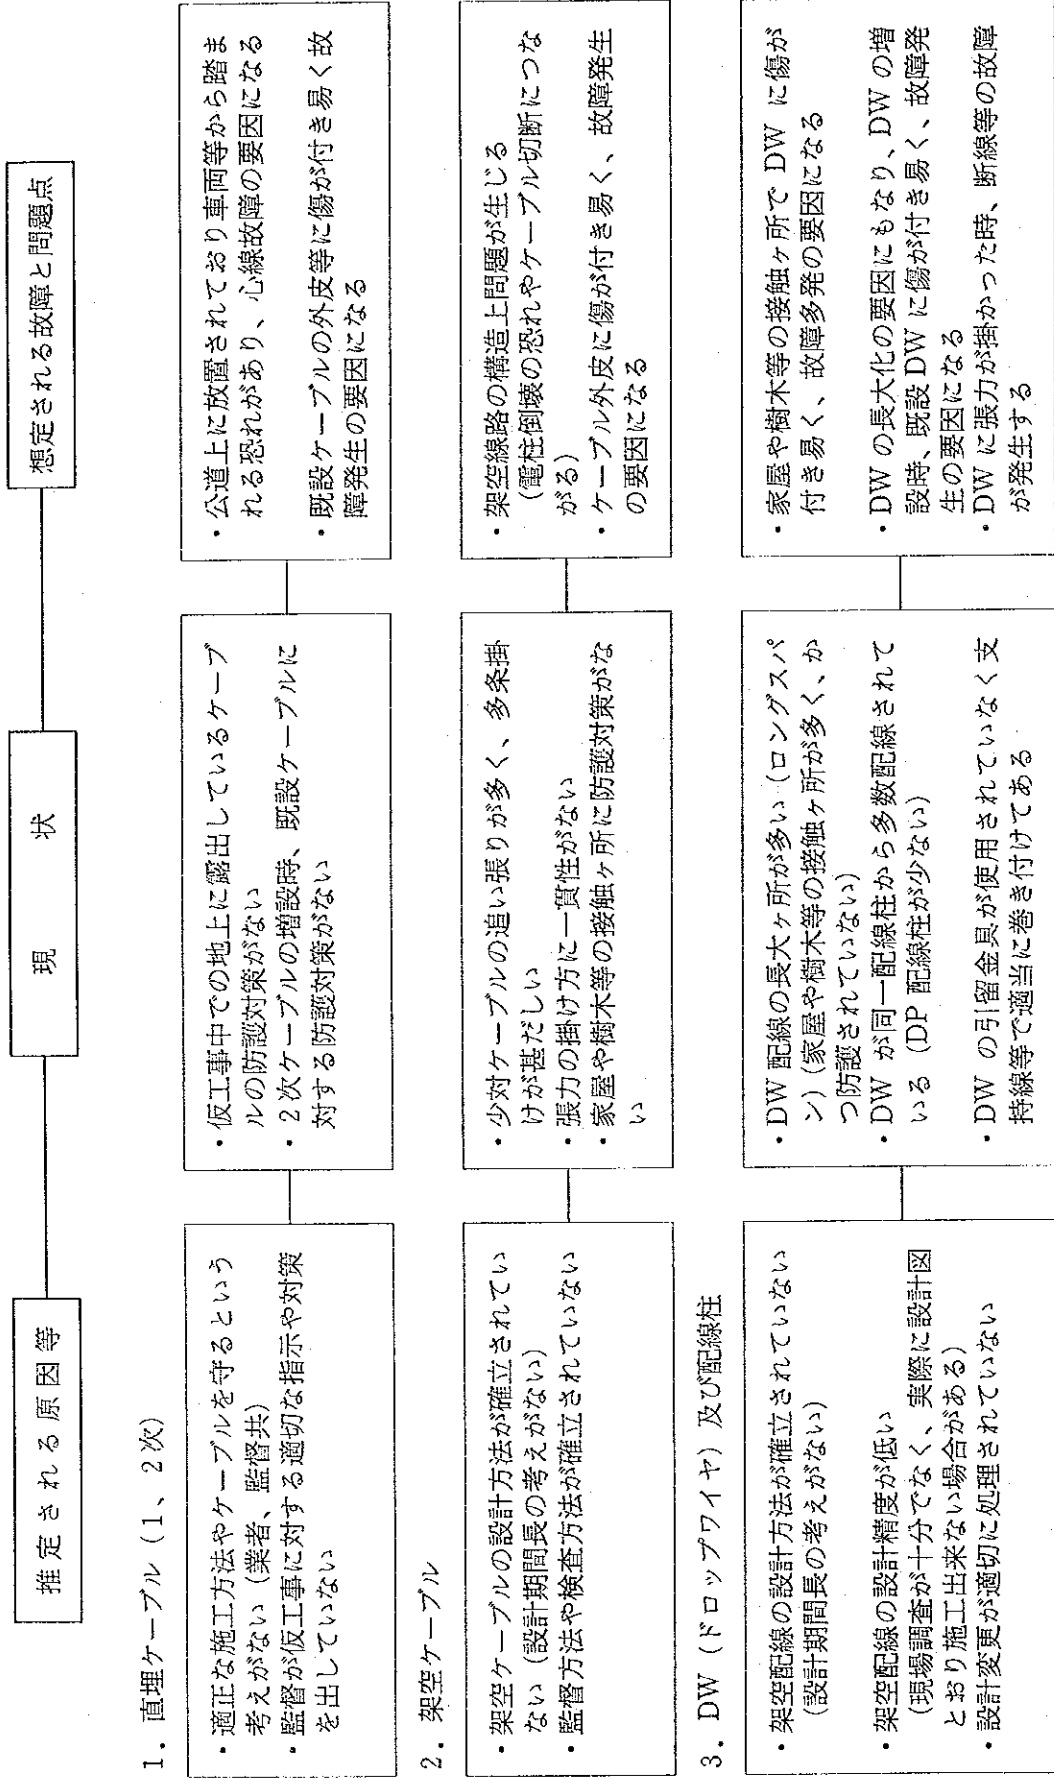 推定される原因等
現　　状
想定される故障と問題点
1. 直埋ケーブル（1、2次）
・適正な施工方法やケーブルを守るという
考えがない（業者、監督共）
・監督が仮工事に対する適切な指示や対策
を出していない
・仮工事中での地上に露出しているケーブ
ルの防護対策がない
・2次ケーブルの増設時、既設ケーブルに
対する防護対策がない
・公道上に放置されており車両等から踏ま
れる恐れがあり、心線故障の要因になる
・既設ケーブルの外皮等に傷が付き易く故
障発生の要因になる
2. 架空ケーブル
・架空ケーブルの設計方法が確立されてい
ない（設計期間長の考えがない）
・監督方法や検査方法が確立されていない
・少対ケーブルの追い張りが多く、多条掛
けが甚だしい
・張力の掛け方に一貫性がない
・家屋や樹木等の接触ヶ所に防護対策がな
い
・架空線路の構造上問題が生じる
（電柱倒壊の恐れやケーブル切断につな
がる）
・ケーブル外皮に傷が付き易く、故障発生
の要因になる
3. DW（ドロップワイヤ）及び配線柱
・架空配線の設計方法が確立されていない
（設計期間長の考えがない）
・架空配線の設計精度が低い
（現場調査が十分でなく、実際に設計図
とおり施工出来ない場合がある）
・設計変更が適切に処理されていない
・DW配線の長大ヶ所が多い（ロングスパ
ン）（家屋や樹木等の接触ヶ所が多く、か
つ防護されていない）
・DWが同一配線柱から多数配線されて
いる（DP配線柱が少ない）
・DWの引留金具が使用されていなく支
持線等で適当に巻き付けてある
・家屋や樹木等の接触ヶ所でDWに傷が
付き易く、故障多発の要因になる
・DWの長大化の要因にもなり、DWの増
設時、既設DWに傷が付き易く、故障発
生の要因になる
・DWに張力が掛かった時、断線等の故障
が発生する